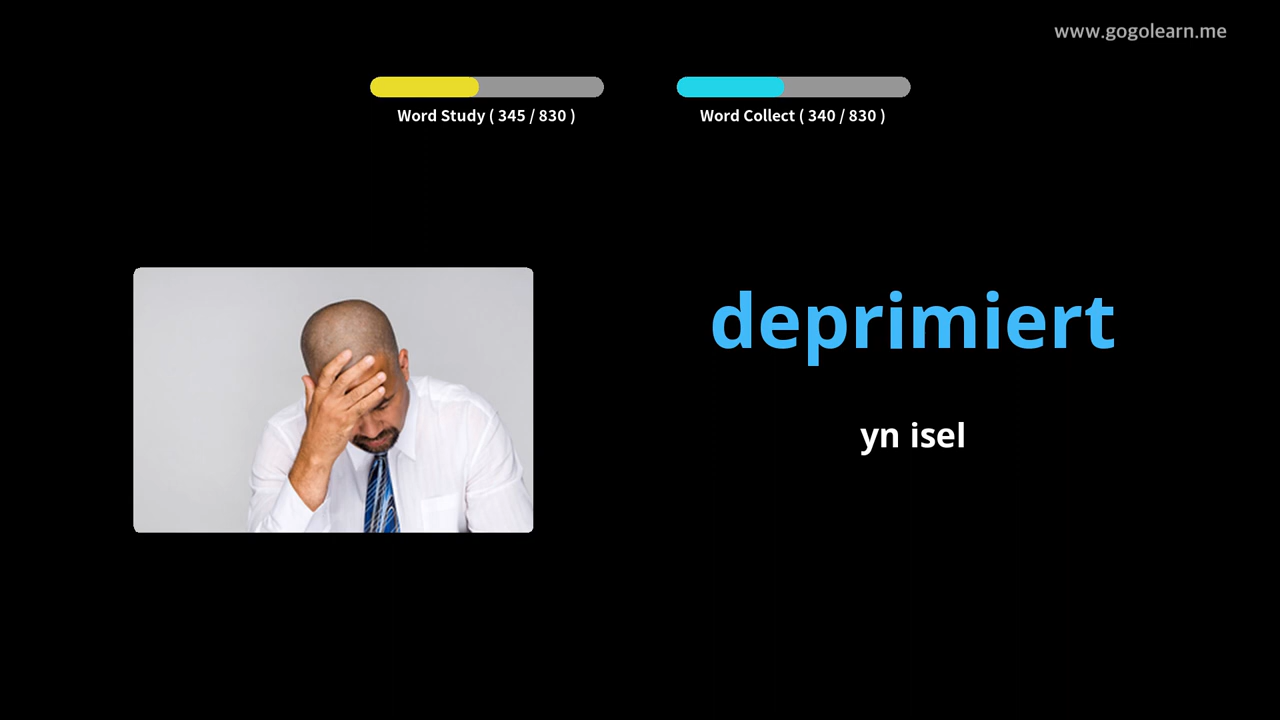 www.gogolearn.me
Word Study ( 345 / 830 )
Word Collect ( 340 / 830 )
deprimiert
yn isel